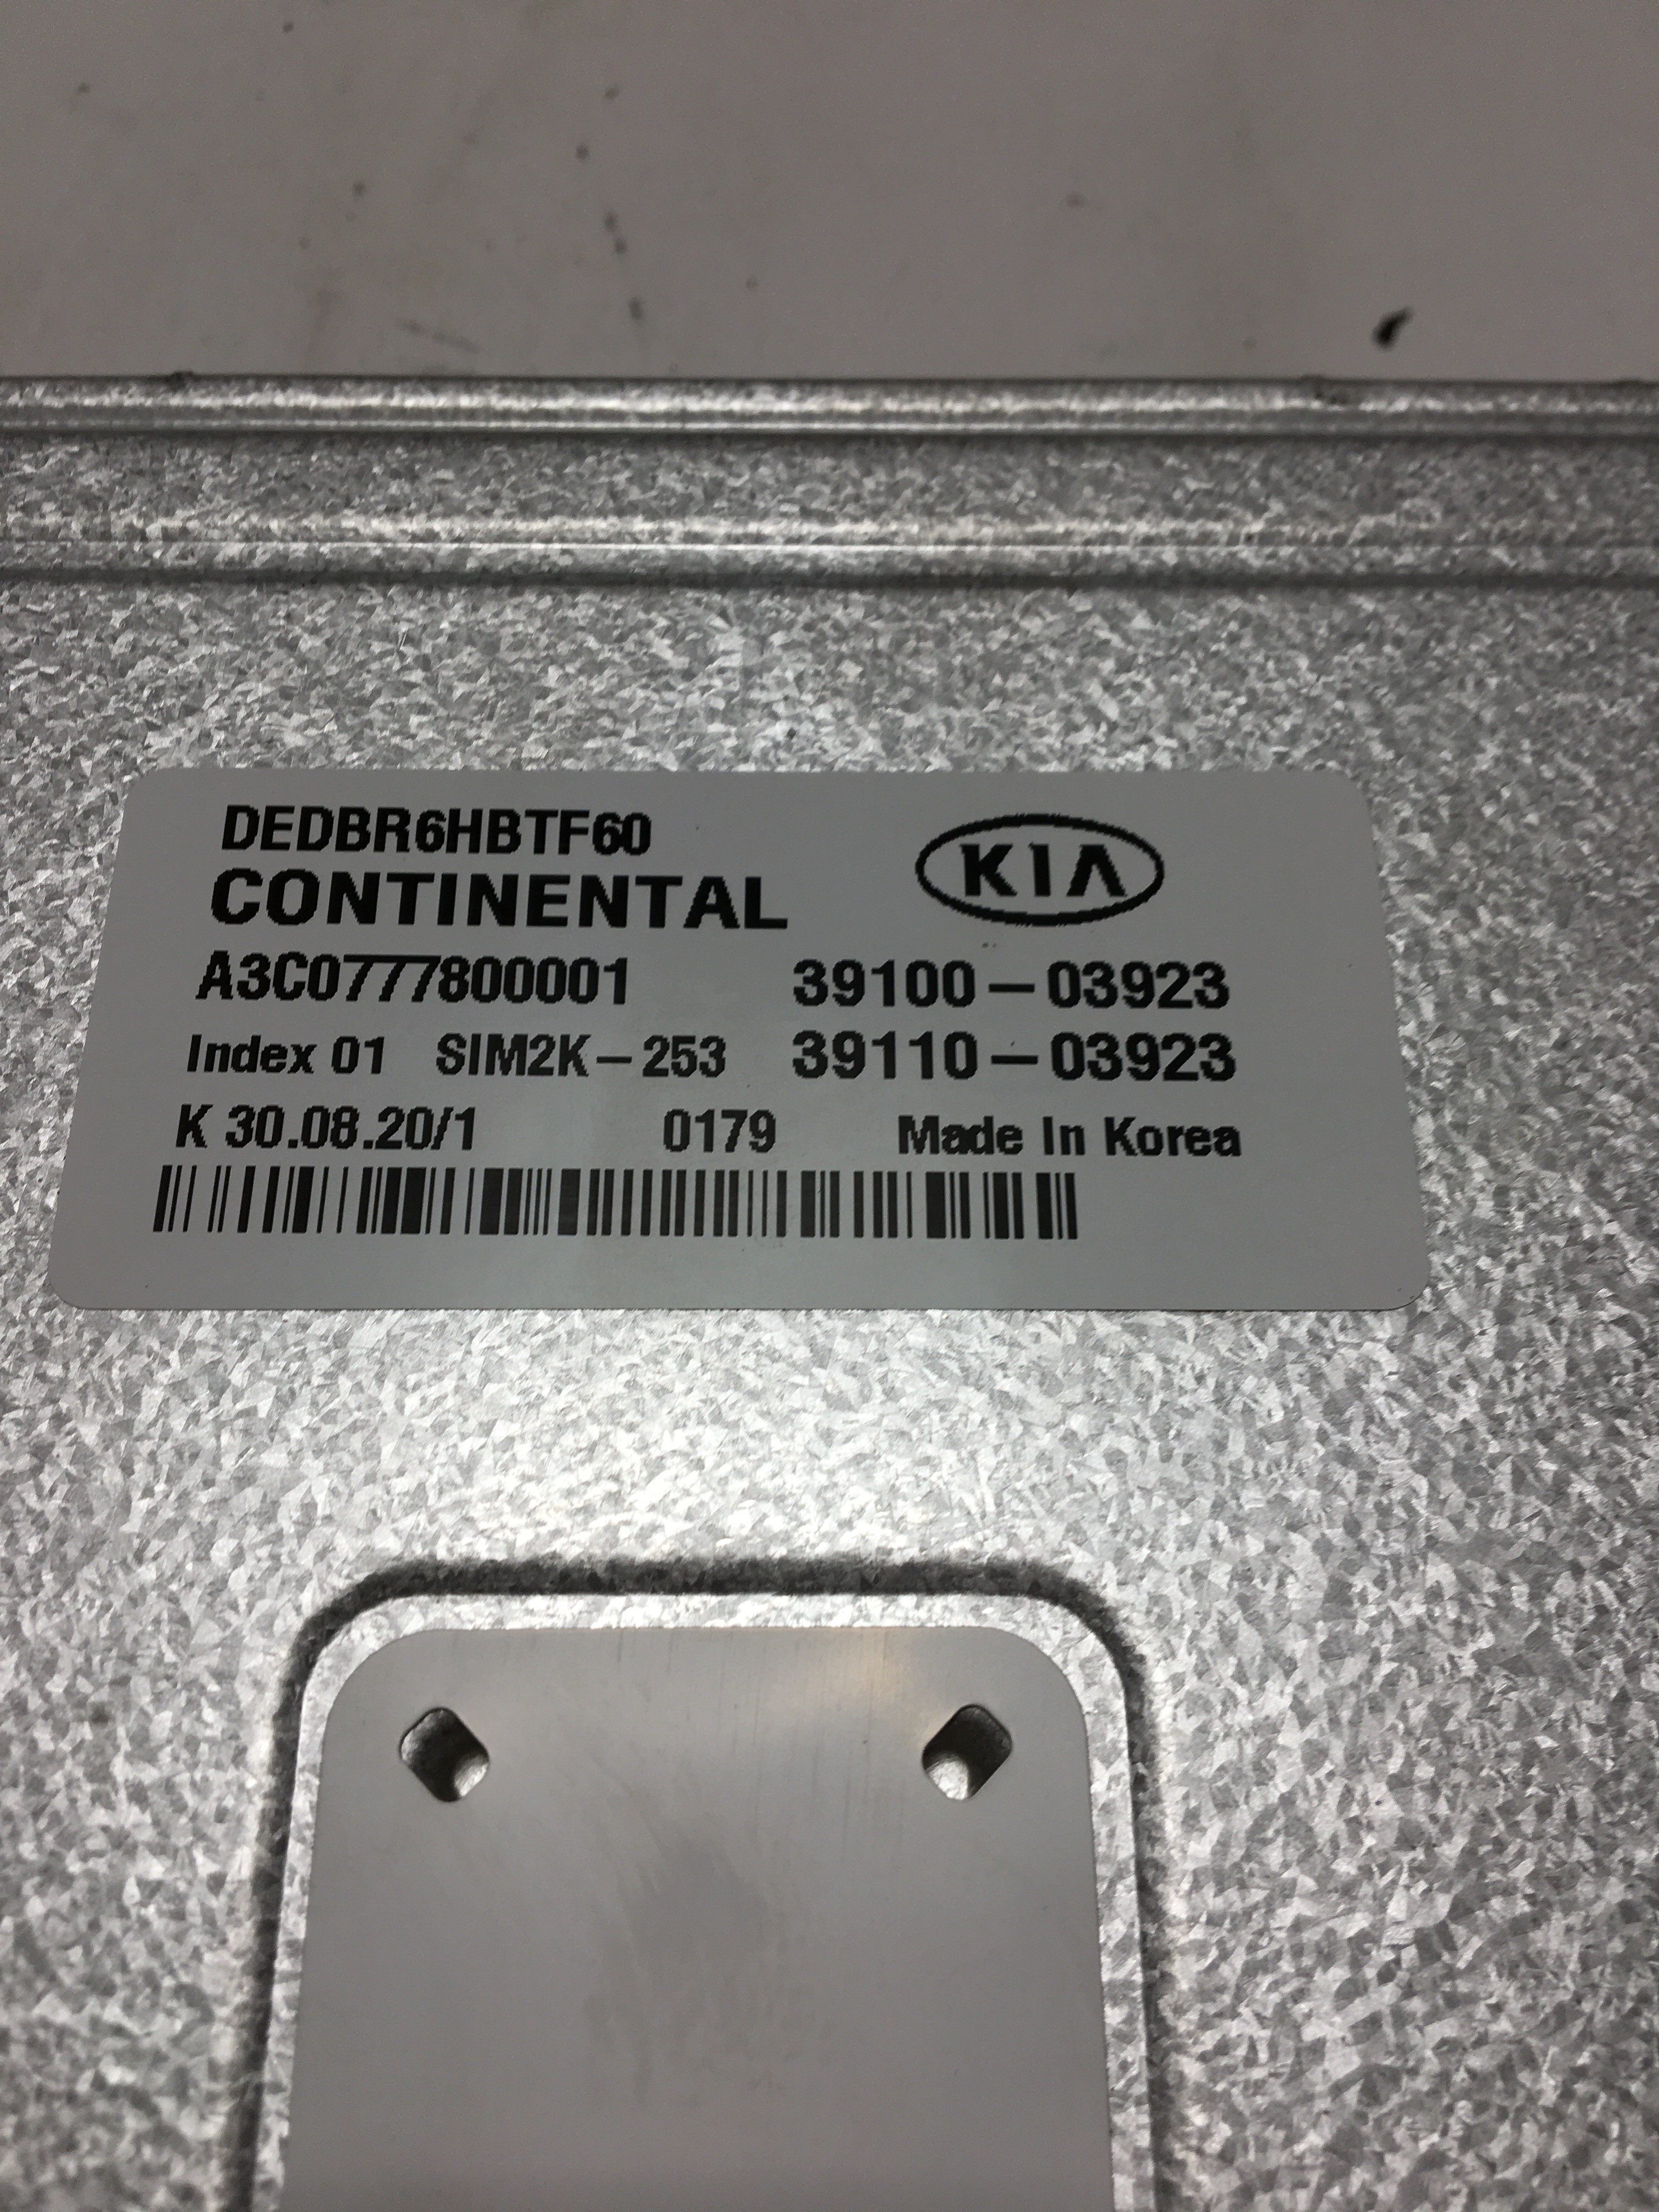 DEDBR6HBTF60
CONTINENTAL
KIA
A3C0777800001 39100-03923
Index 01 SIM2K-253 39110-03923
K 30.08.20/1 0179 Made In Korea